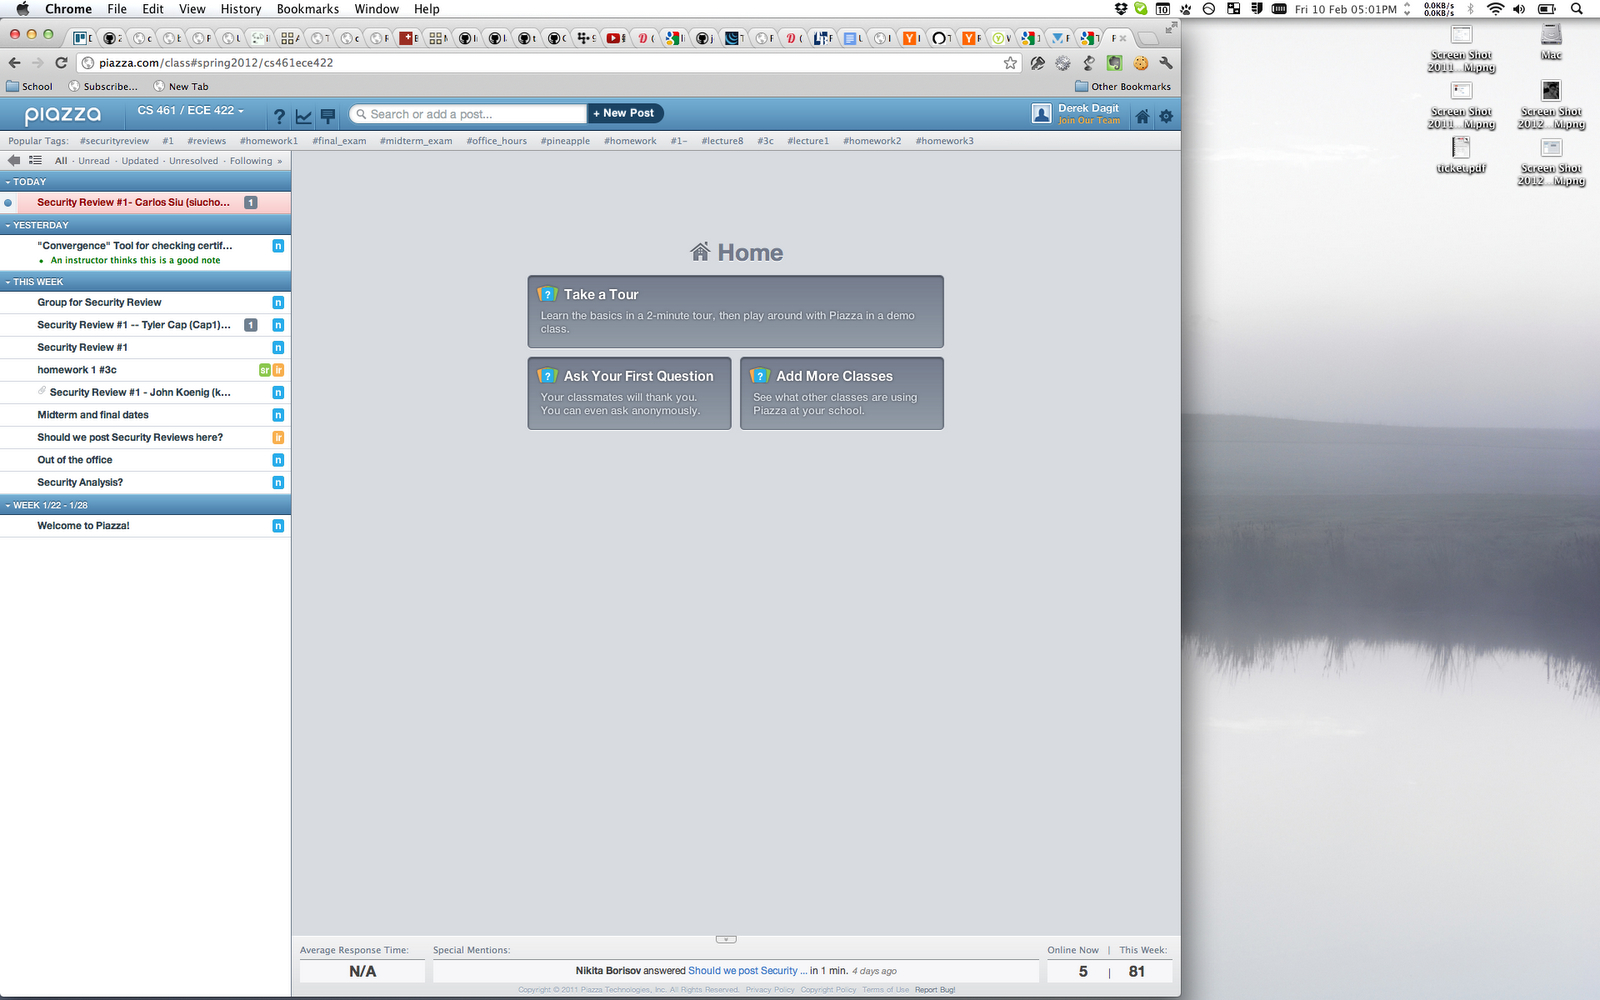 Chrome File Edit View History Bookmarks Window Help
10 Fri 10 Feb 05:01PM 0.0KB/s
0.0KB/s
piazza.com/class#spring2012/cs461ece422
School Subscribe... New Tab Other Bookmarks
piazza CS 461 / ECE 422 ? Search or add a post... + New Post Derek Dagit
Join Our Team
Popular Tags: #securityreview #1 #reviews #homework1 #final_exam #midterm_exam #office_hours #pineapple #homework #1- #lecture8 #3c #lecture1 #homework2 #homework3
All · Unread · Updated · Unresolved · Following »
TODAY
Security Review #1- Carlos Siu (siucho... 1
YESTERDAY
"Convergence" Tool for checking certif... n
• An instructor thinks this is a good note
THIS WEEK
Group for Security Review n
Security Review #1 -- Tyler Cap (Cap1)... 1 n
Security Review #1 n
homework 1 #3c sr ir
Security Review #1 - John Koenig (k... n
Midterm and final dates n
Should we post Security Reviews here? ir
Out of the office n
Security Analysis? n
WEEK 1/22 - 1/28
Welcome to Piazza! n
Home
? Take a Tour
Learn the basics in a 2-minute tour, then play around with Piazza in a demo
class.
? Ask Your First Question
Your classmates will thank you.
You can even ask anonymously.
? Add More Classes
See what other classes are using
Piazza at your school.
Average Response Time: Special Mentions: Online Now | This Week:
N/A Nikita Borisov answered Should we post Security ... in 1 min. 4 days ago 5 | 81
Copyright © 2011 Piazza Technologies, Inc. All Rights Reserved. Privacy Policy Copyright Policy Terms of Use Report Bug!
Screen Shot
2011...M.png
Mac
Screen Shot
2011...M.png
Screen Shot
2012...M.png
ticket.pdf
Screen Shot
2012...M.png